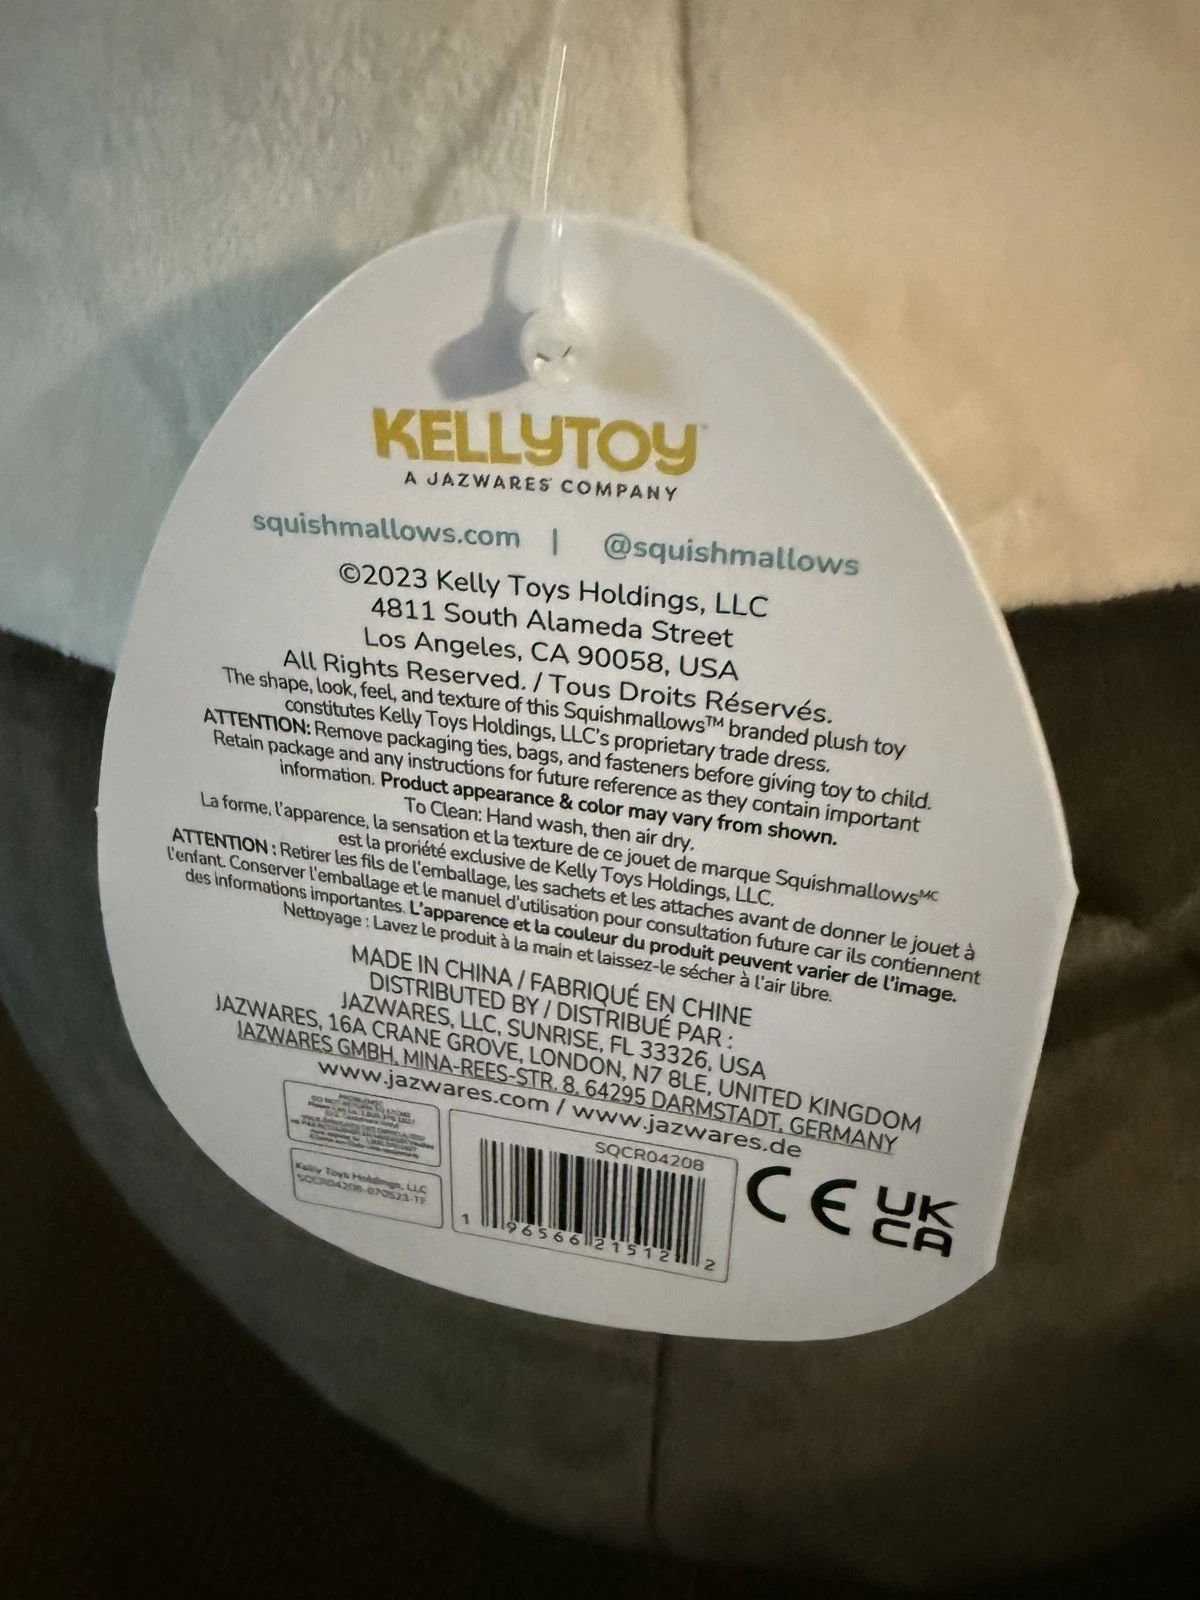 KELLYTOY™
A JAZWARES COMPANY
squishmallows.com | @squishmallows
©2023 Kelly Toys Holdings, LLC
4811 South Alameda Street
Los Angeles, CA 90058, USA
All Rights Reserved. / Tous Droits Réservés.
The shape, look, feel, and texture of this Squishmallows™ branded plush toy
constitutes Kelly Toys Holdings, LLC's proprietary trade dress.
ATTENTION: Remove packaging ties, bags, and fasteners before giving toy to child.
Retain package and any instructions for future reference as they contain important
information. Product appearance & color may vary from shown.
To Clean: Hand wash, then air dry.
La forme, l'apparence, la sensation et la texture de ce jouet de marque Squishmallowsᴹᶜ
est la proriété exclusive de Kelly Toys Holdings, LLC.
ATTENTION : Retirer les fils de l'emballage, les sachets et les attaches avant de donner le jouet à
l'enfant. Conserver l'emballage et le manuel d'utilisation pour consultation future car ils contiennent
des informations importantes. L'apparence et la couleur du produit peuvent varier de l'image.
Nettoyage : Lavez le produit à la main et laissez-le sécher à l'air libre.
MADE IN CHINA / FABRIQUÉ EN CHINE
DISTRIBUTED BY / DISTRIBUÉ PAR :
JAZWARES, LLC, SUNRISE, FL 33326, USA
JAZWARES, 16A CRANE GROVE, LONDON, N7 8LE, UNITED KINGDOM
JAZWARES GMBH, MINA-REES-STR. 8, 64295 DARMSTADT, GERMANY
www.jazwares.com / www.jazwares.de
Kelly Toys Holdings, LLC
SQCR04208-070523-TF
SQCR04208
1 96566 21512 2
CE UK
CA